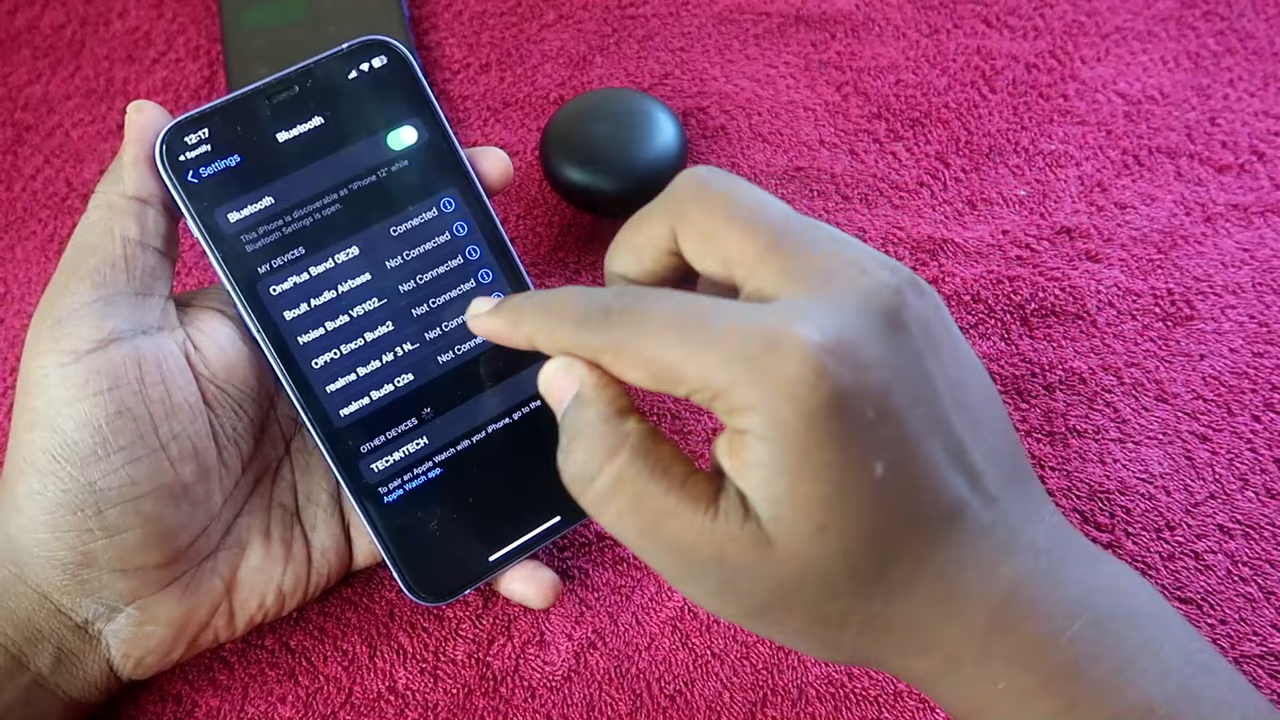 12:17
Spotify
Settings
Bluetooth
Bluetooth
This iPhone is discoverable as "iPhone 12" while
Bluetooth Settings is open.
MY DEVICES
OnePlus Band 0E29 Connected
Boult Audio Airbass Not Connected
Noise Buds VS102... Not Connected
OPPO Enco Buds2 Not Connected
realme Buds Air 3 N... Not Conne
realme Buds Q2s Not Conne
OTHER DEVICES
TECHNTECH
To pair an Apple Watch with your iPhone, go to the
Apple Watch app.